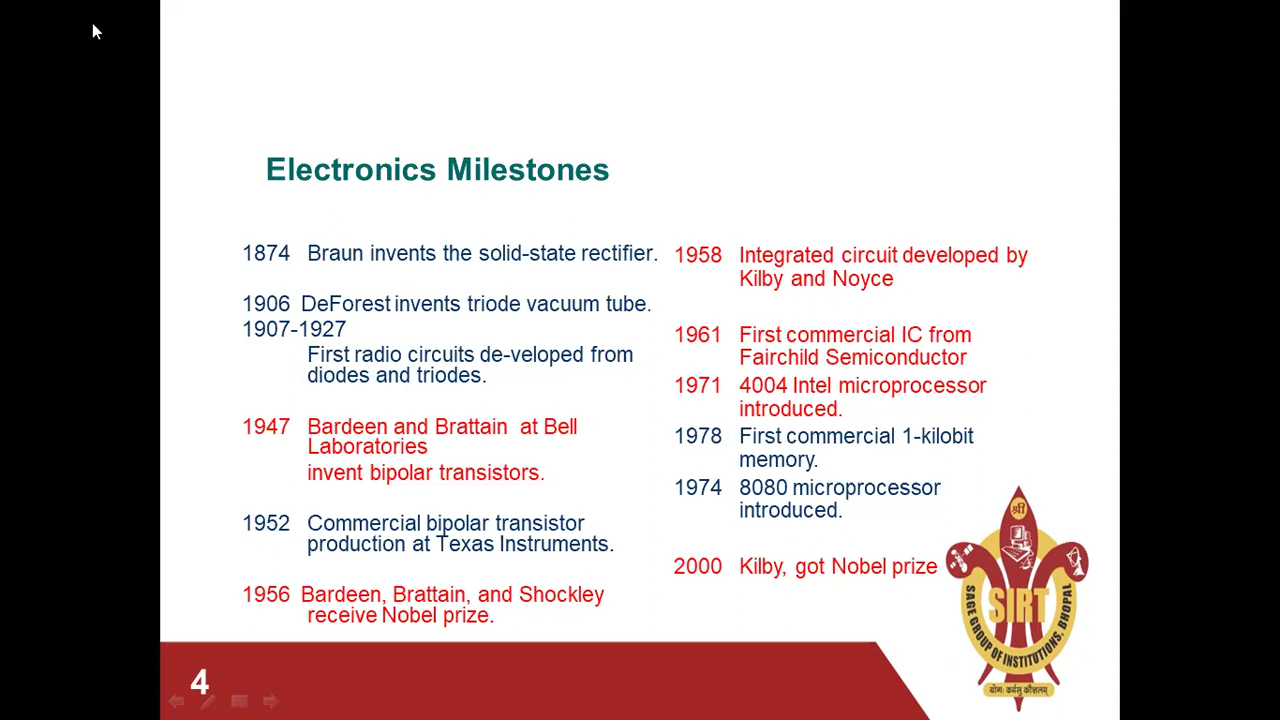 Electronics Milestones
1874 Braun invents the solid-state rectifier.
1906 DeForest invents triode vacuum tube.
1907-1927
First radio circuits de-veloped from
diodes and triodes.
1947 Bardeen and Brattain at Bell
Laboratories
invent bipolar transistors.
1952 Commercial bipolar transistor
production at Texas Instruments.
1956 Bardeen, Brattain, and Shockley
receive Nobel prize.
1958 Integrated circuit developed by
Kilby and Noyce
1961 First commercial IC from
Fairchild Semiconductor
1971 4004 Intel microprocessor
introduced.
1978 First commercial 1-kilobit
memory.
1974 8080 microprocessor
introduced.
2000 Kilby, got Nobel prize
श्री
SIRT
SAGE GROUP OF INSTITUTIONS, BHOPAL
योगः कर्मसु कौशलम्
4